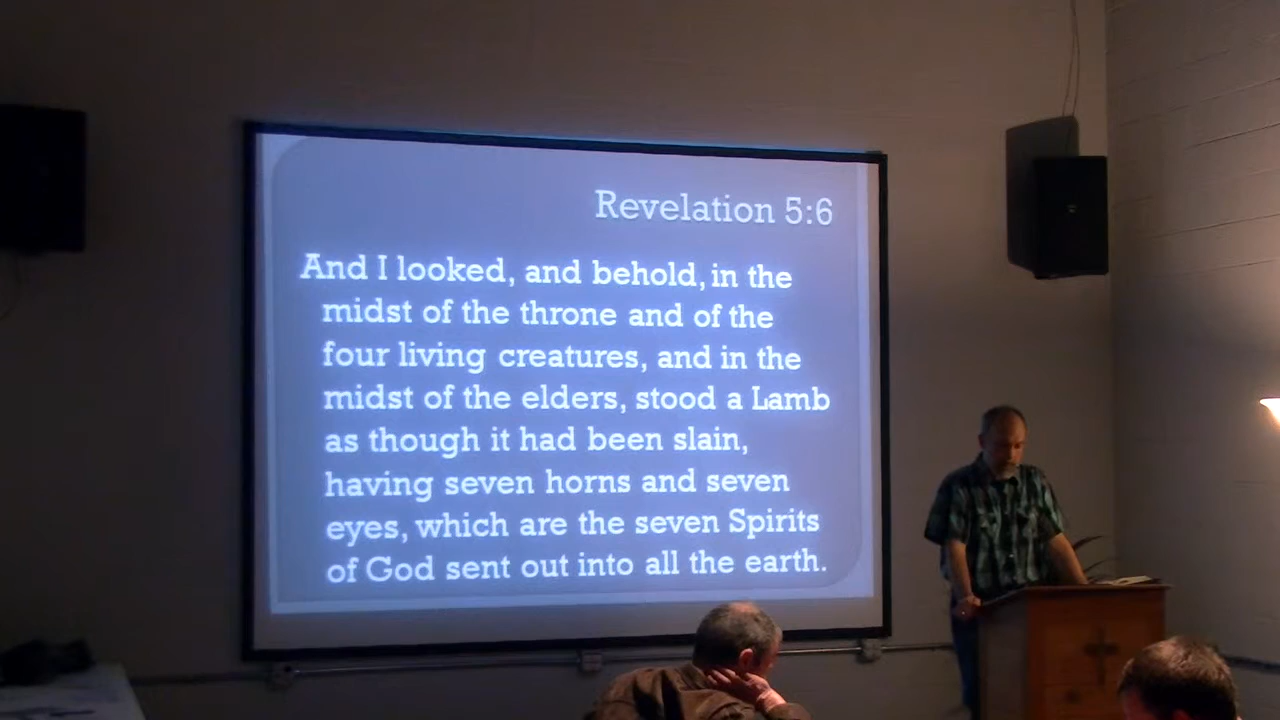 Revelation 5:6
And I looked, and behold, in the
midst of the throne and of the
four living creatures, and in the
midst of the elders, stood a Lamb
as though it had been slain,
having seven horns and seven
eyes, which are the seven Spirits
of God sent out into all the earth.